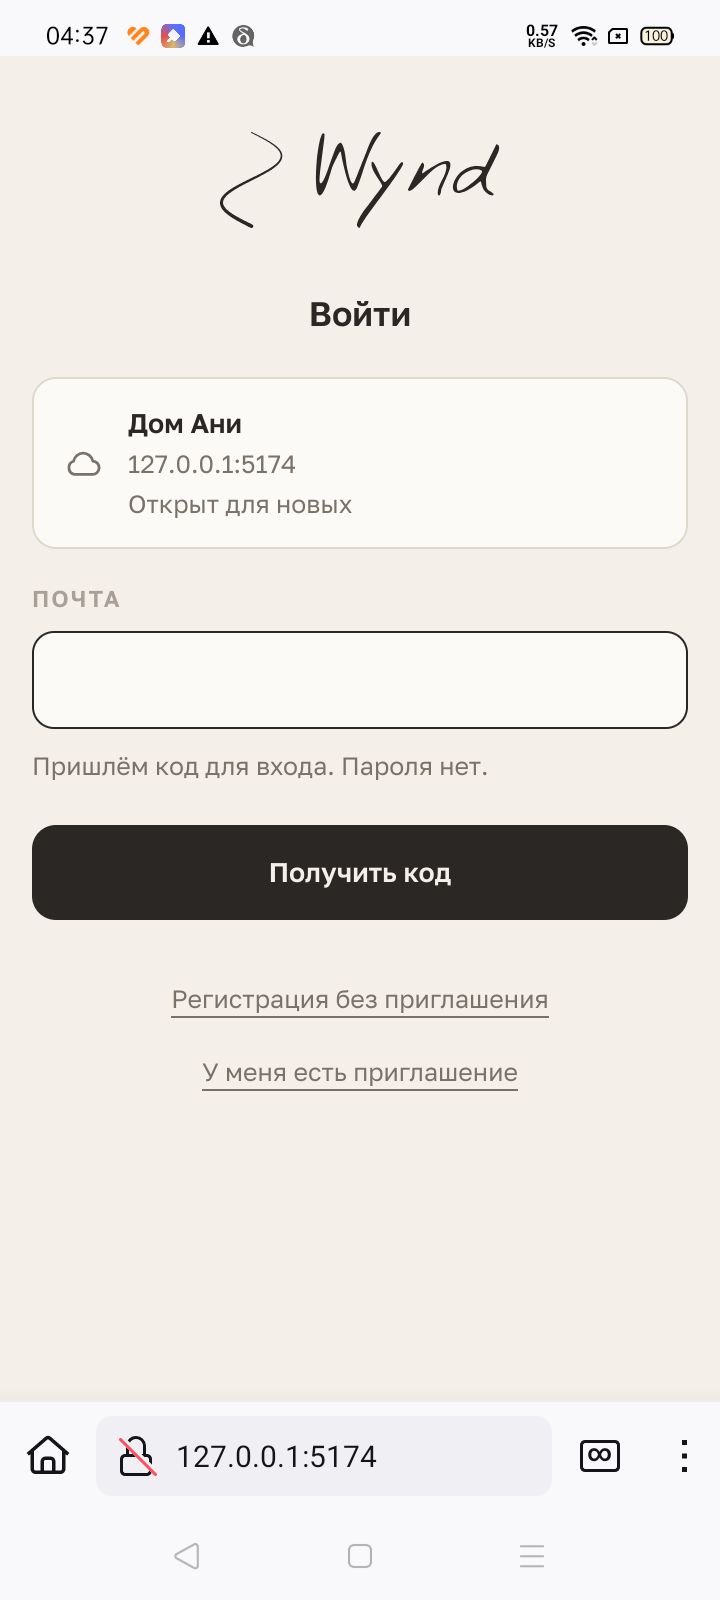 04:37
0.57
KB/S
100
Wynd
Войти
Дом Ани
127.0.0.1:5174
Открыт для новых
ПОЧТА
Пришлём код для входа. Пароля нет.
Получить код
Регистрация без приглашения
У меня есть приглашение
127.0.0.1:5174